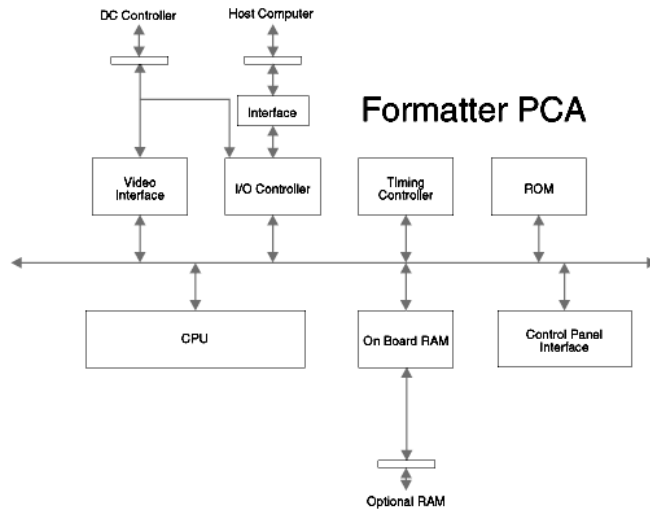 DC Controller
Host Computer
Interface
Formatter PCA
Video
Interface
I/O Controller
TIming
Controller
ROM
CPU
On Board RAM
Control Panel
Interface
Optional RAM